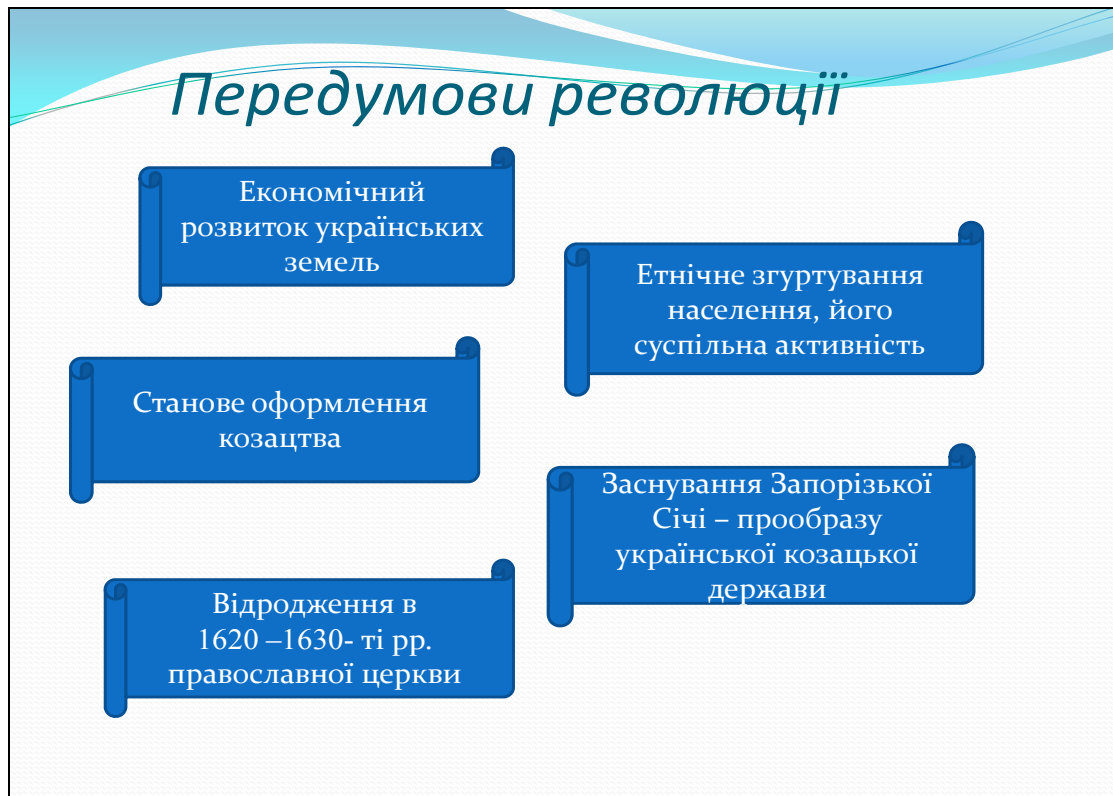 Передумови революції
Економічний
розвиток українських
земель
Етнічне згуртування
населення, його
суспільна активність
Станове оформлення
козацтва
Заснування Запорізької
Січі – прообразу
української козацької
держави
Відродження в
1620 –1630- ті рр.
православної церкви